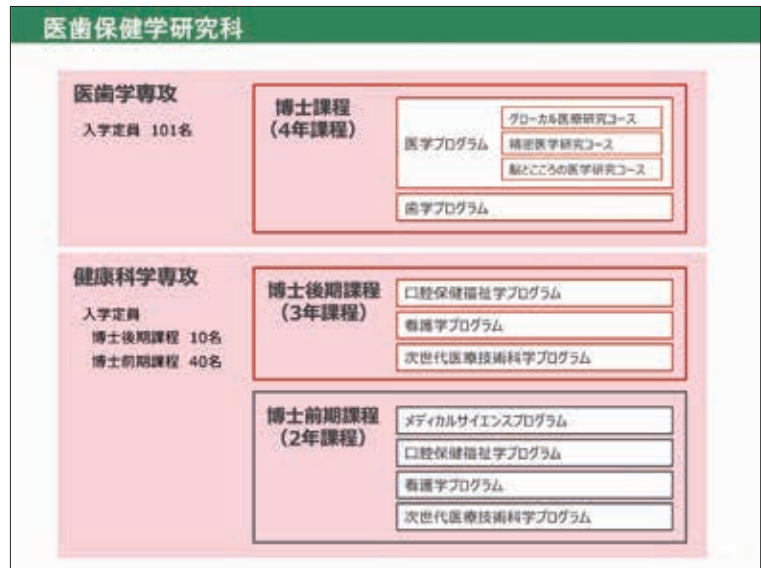 医歯保健学研究科
医歯学専攻
入学定員 101名
博士課程
(4年課程)
医学プログラム
グローカル医療研究コース
精密医学研究コース
脳とこころの医学研究コース
歯学プログラム
健康科学専攻
入学定員
博士後期課程 10名
博士前期課程 40名
博士後期課程
(3年課程)
口腔保健福祉学プログラム
看護学プログラム
次世代医療技術科学プログラム
博士前期課程
(2年課程)
メディカルサイエンスプログラム
口腔保健福祉学プログラム
看護学プログラム
次世代医療技術科学プログラム